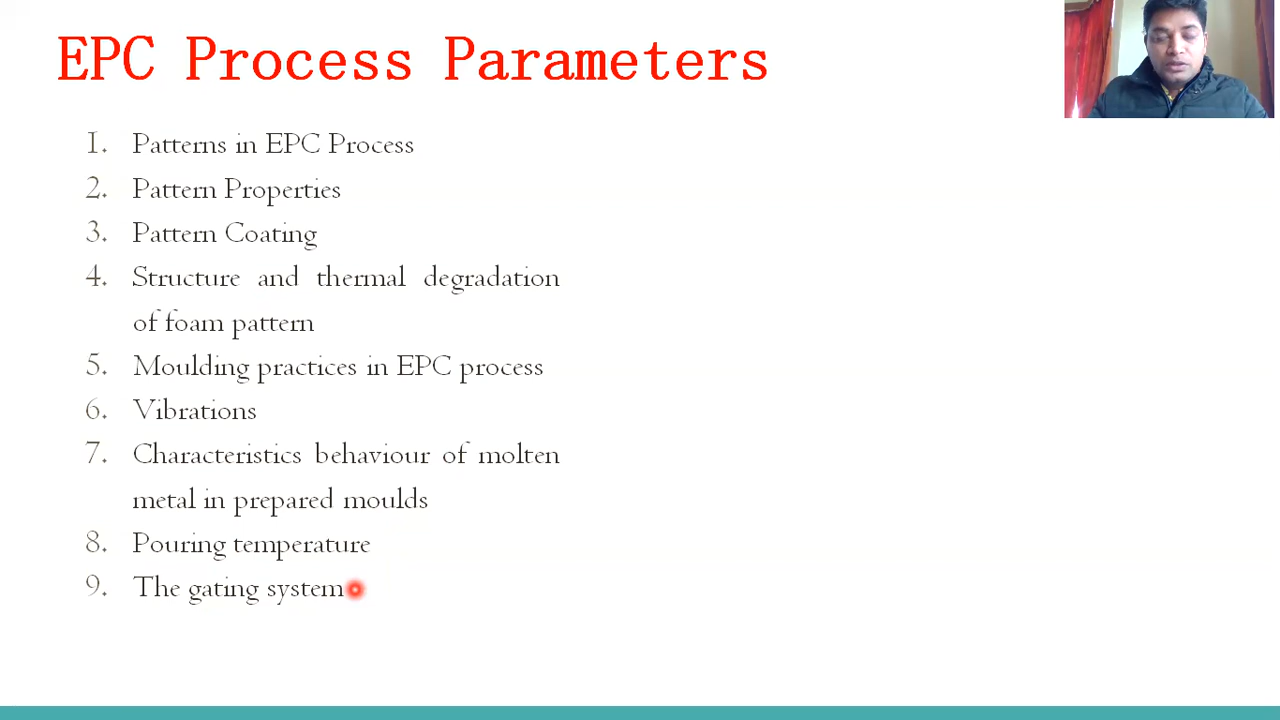 EPC Process Parameters
1. Patterns in EPC Process
2. Pattern Properties
3. Pattern Coating
4. Structure and thermal degradation
of foam pattern
5. Moulding practices in EPC process
6. Vibrations
7. Characteristics behaviour of molten
metal in prepared moulds
8. Pouring temperature
9. The gating system